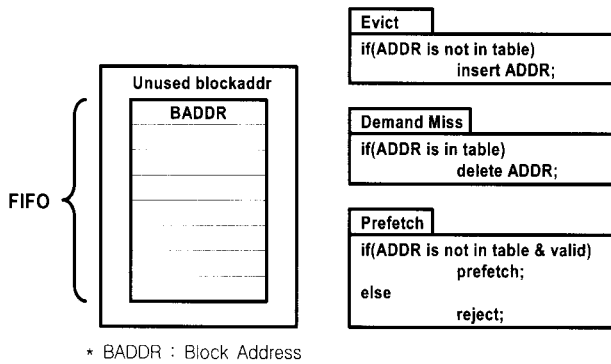 Unused blockaddr
BADDR
FIFO
* BADDR : Block Address
Evict
if(ADDR is not in table)
insert ADDR;
Demand Miss
if(ADDR is in table)
delete ADDR;
Prefetch
if(ADDR is not in table & valid)
prefetch;
else
reject;